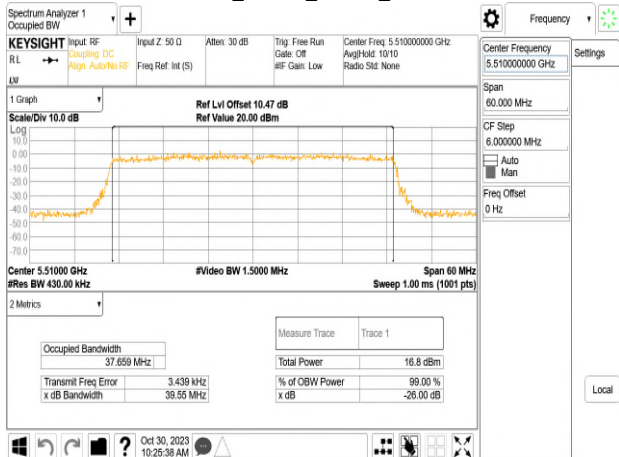 Spectrum Analyzer 1
Occupied BW
Frequency
KEYSIGHT
Input: RF
Coupling: DC
Align: Auto/No RF
Input Z: 50 Ω
Freq Ref: Int (S)
Atten: 30 dB
Trig: Free Run
Gate: Off
#IF Gain: Low
Center Freq: 5.510000000 GHz
Avg|Hold: 10/10
Radio Std: None
RL
LXI
Center Frequency
5.510000000 GHz
Settings
Span
60.000 MHz
CF Step
6.000000 MHz
Auto
Man
Freq Offset
0 Hz
1 Graph
Scale/Div 10.0 dB
Ref Lvl Offset 10.47 dB
Ref Value 20.00 dBm
Log
10.0
0.00
-10.0
-20.0
-30.0
-40.0
-50.0
-60.0
-70.0
Center 5.51000 GHz
#Video BW 1.5000 MHz
Span 60 MHz
#Res BW 430.00 kHz
Sweep 1.00 ms (1001 pts)
2 Metrics
Measure Trace
Trace 1
Occupied Bandwidth
37.659 MHz
Total Power
16.8 dBm
Transmit Freq Error
3.439 kHz
% of OBW Power
99.00 %
x dB Bandwidth
39.55 MHz
x dB
-26.00 dB
Local
Oct 30, 2023
10:25:38 AM